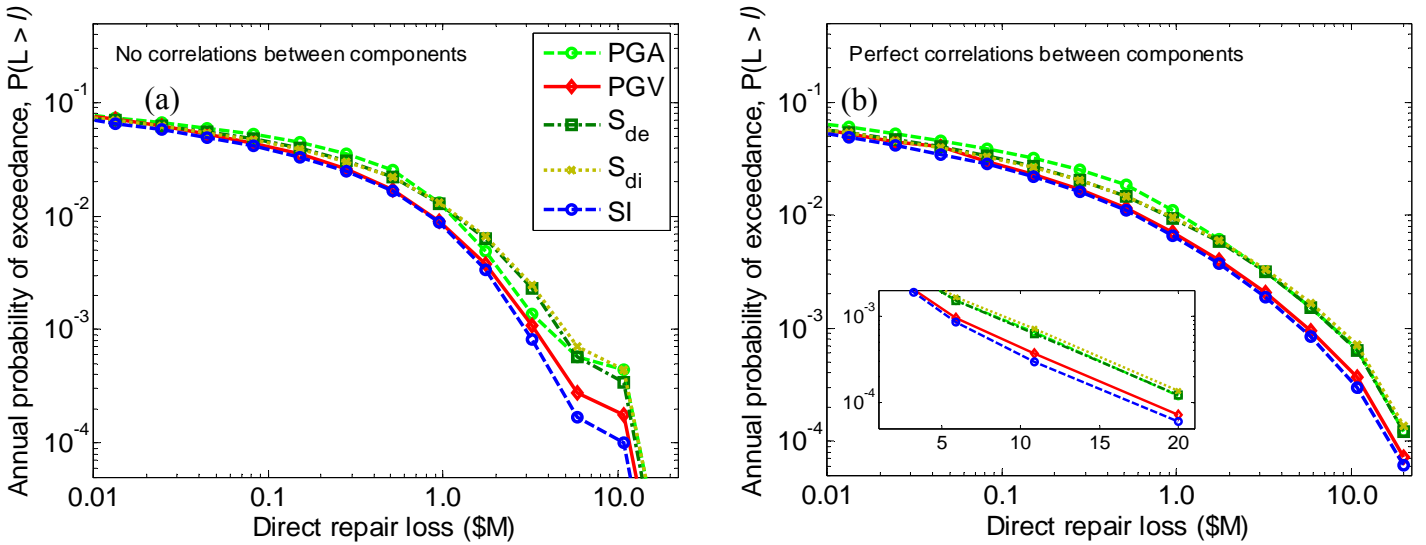 No correlations between components
(a)
PGA
PGV
S_de
S_di
SI
10^-1
10^-2
10^-3
10^-4
Annual probability of exceedance, P(L > l)
0.01
0.1
1.0
10.0
Direct repair loss ($M)
Perfect correlations between components
(b)
10^-1
10^-2
10^-3
10^-4
Annual probability of exceedance, P(L > l)
10^-3
10^-4
5
10
15
20
0.01
0.1
1.0
10.0
Direct repair loss ($M)